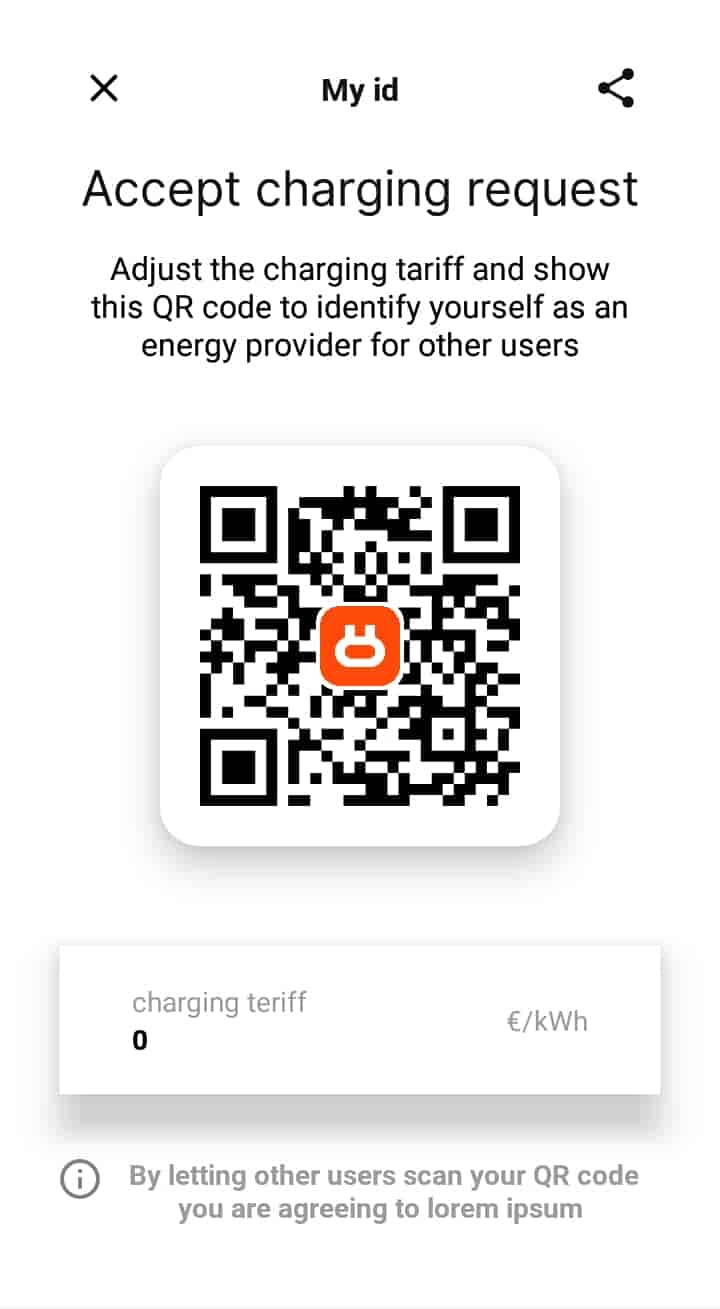 My id
Accept charging request
Adjust the charging tariff and show
this QR code to identify yourself as an
energy provider for other users
charging teriff
0
€/kWh
By letting other users scan your QR code
you are agreeing to lorem ipsum